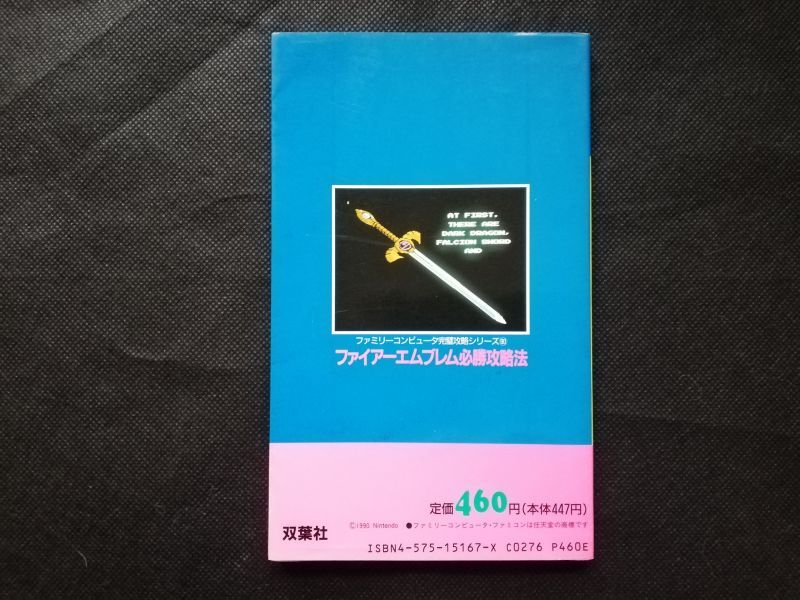 AT FIRST,
THERE ARE
DARK DRAGON,
FALCION SWORD
AND
ファミリーコンピュータ完璧攻略シリーズ
ファイアーエムブレム必勝攻略法
定価460円(本体447円)
©1990 Nintendo ●ファミリーコンピュータ・ファミコンは任天堂の商標です
双葉社
ISBN4-575-15167-X C0276 P460E